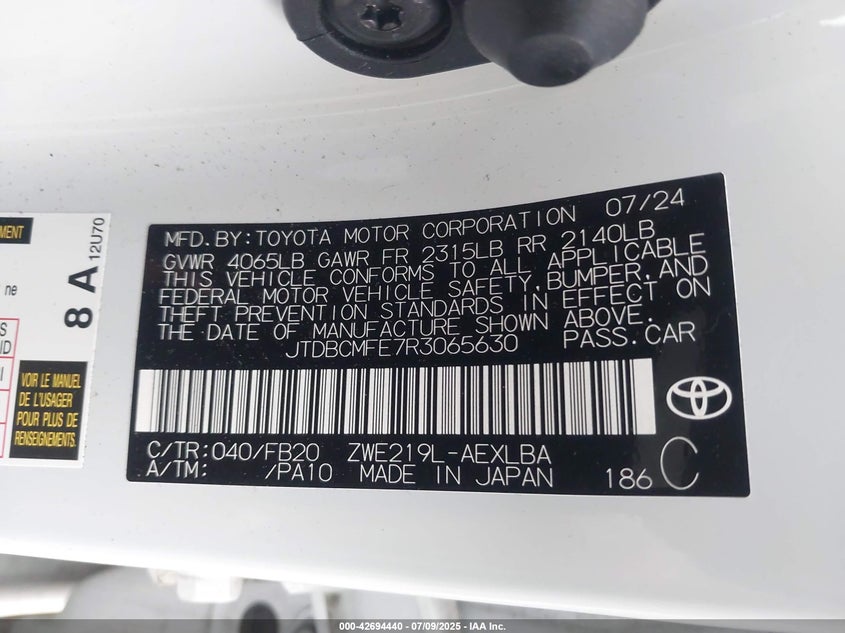 MENT
ne
S
ID
I
8 A
12U70
VOIR LE MANUEL
DE L'USAGER
POUR PLUS DE
RENSEIGNEMENTS.
MFD.BY:TOYOTA MOTOR CORPORATION 07/24
GVWR 4065LB GAWR FR 2315LB RR 2140LB
THIS VEHICLE CONFORMS TO ALL APPLICABLE
FEDERAL MOTOR VEHICLE SAFETY,BUMPER,AND
THEFT PREVENTION STANDARDS IN EFFECT ON
THE DATE OF MANUFACTURE SHOWN ABOVE.
JTDBCMFE7R3065630 PASS.CAR
C/TR:040/FB20 ZWE219L-AEXLBA
A/TM: /PA10 MADE IN JAPAN 186 C
000-42694440 - 07/09/2025 - IAA Inc.